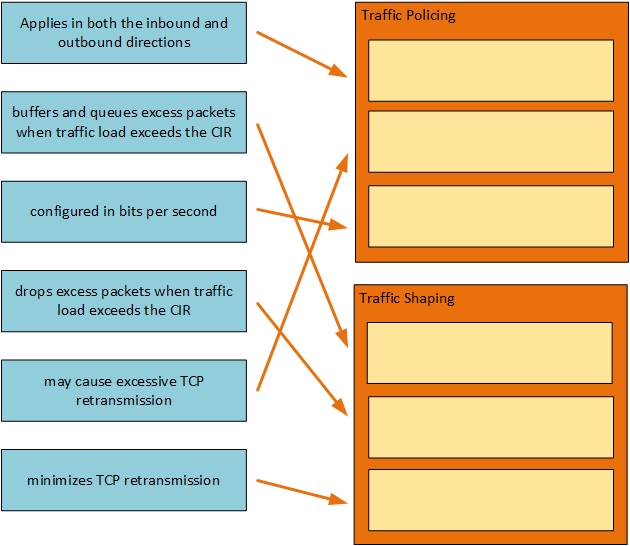 Applies in both the inbound and
outbound directions
buffers and queues excess packets
when traffic load exceeds the CIR
configured in bits per second
drops excess packets when traffic
load exceeds the CIR
may cause excessive TCP
retransmission
minimizes TCP retransmission
Traffic Policing
Traffic Shaping